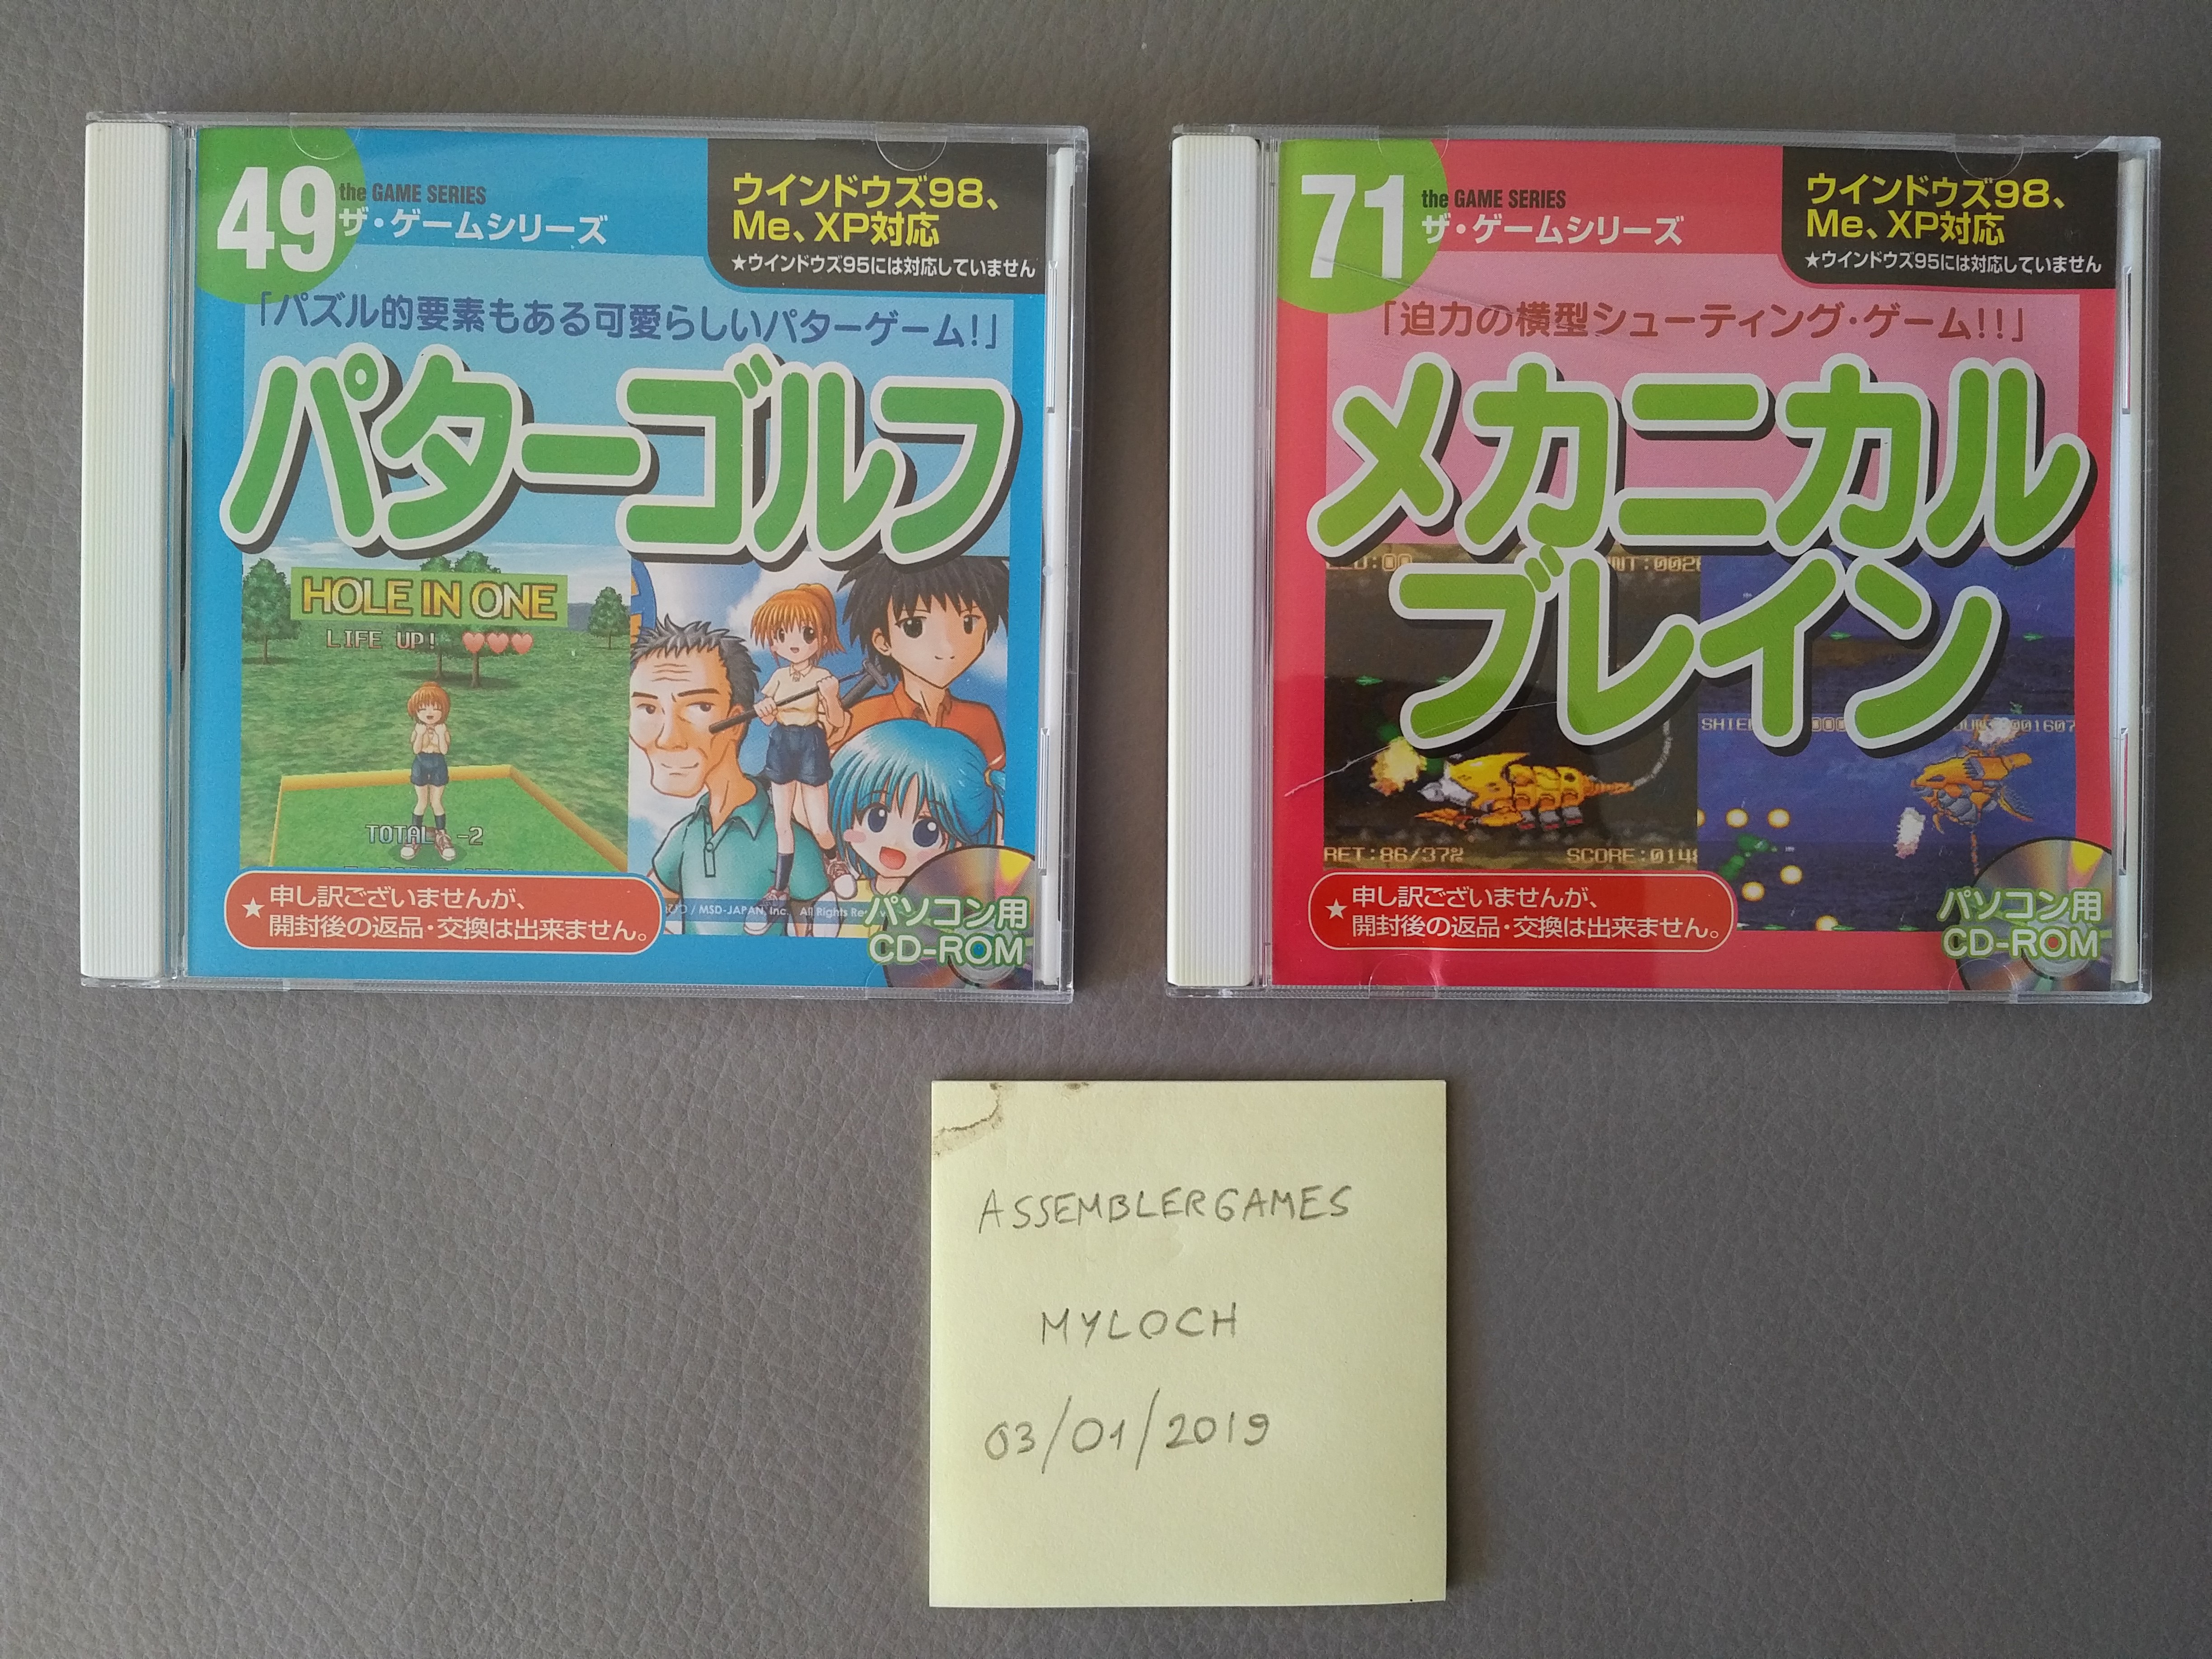 49
the GAME SERIES
ザ・ゲームシリーズ
ウインドウズ98、
Me、XP対応
★ウインドウズ95には対応していません
「パズル的要素もある可愛らしいパターゲーム!」
パターゴルフ
HOLE IN ONE
LIFE UP!
TOTAL -2
/ MSD-JAPAN, Inc. All Rights
★申し訳ございませんが、
開封後の返品・交換は出来ません。
パソコン用
CD-ROM
71
the GAME SERIES
ザ・ゲームシリーズ
ウインドウズ98、
Me、XP対応
★ウインドウズ95には対応していません
「迫力の横型シューティング・ゲーム!!」
メカニカル
ブレイン
RET:86/37%
SCORE:014
★申し訳ございませんが、
開封後の返品・交換は出来ません。
パソコン用
CD-ROM
ASSEMBLERGAMES
MYLOCH
03/01/2019